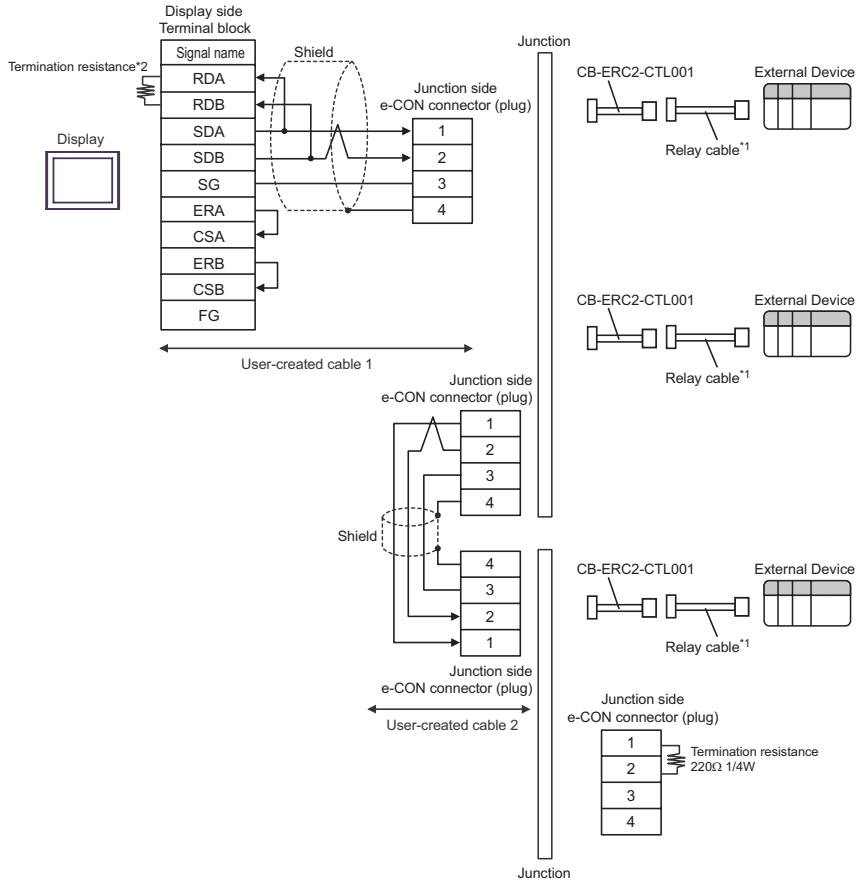 Display side
Terminal block
Signal name
RDA
RDB
SDA
SDB
SG
ERA
CSA
ERB
CSB
FG
Termination resistance*2
Display
Shield
Junction side
e-CON connector (plug)
1
2
3
4
User-created cable 1
Junction
CB-ERC2-CTL001
External Device
Relay cable*1
CB-ERC2-CTL001
External Device
Relay cable*1
Junction side
e-CON connector (plug)
1
2
3
4
Shield
4
3
2
1
Junction side
e-CON connector (plug)
User-created cable 2
CB-ERC2-CTL001
External Device
Relay cable*1
Junction side
e-CON connector (plug)
1
2
3
4
Termination resistance
220Ω 1/4W
Junction